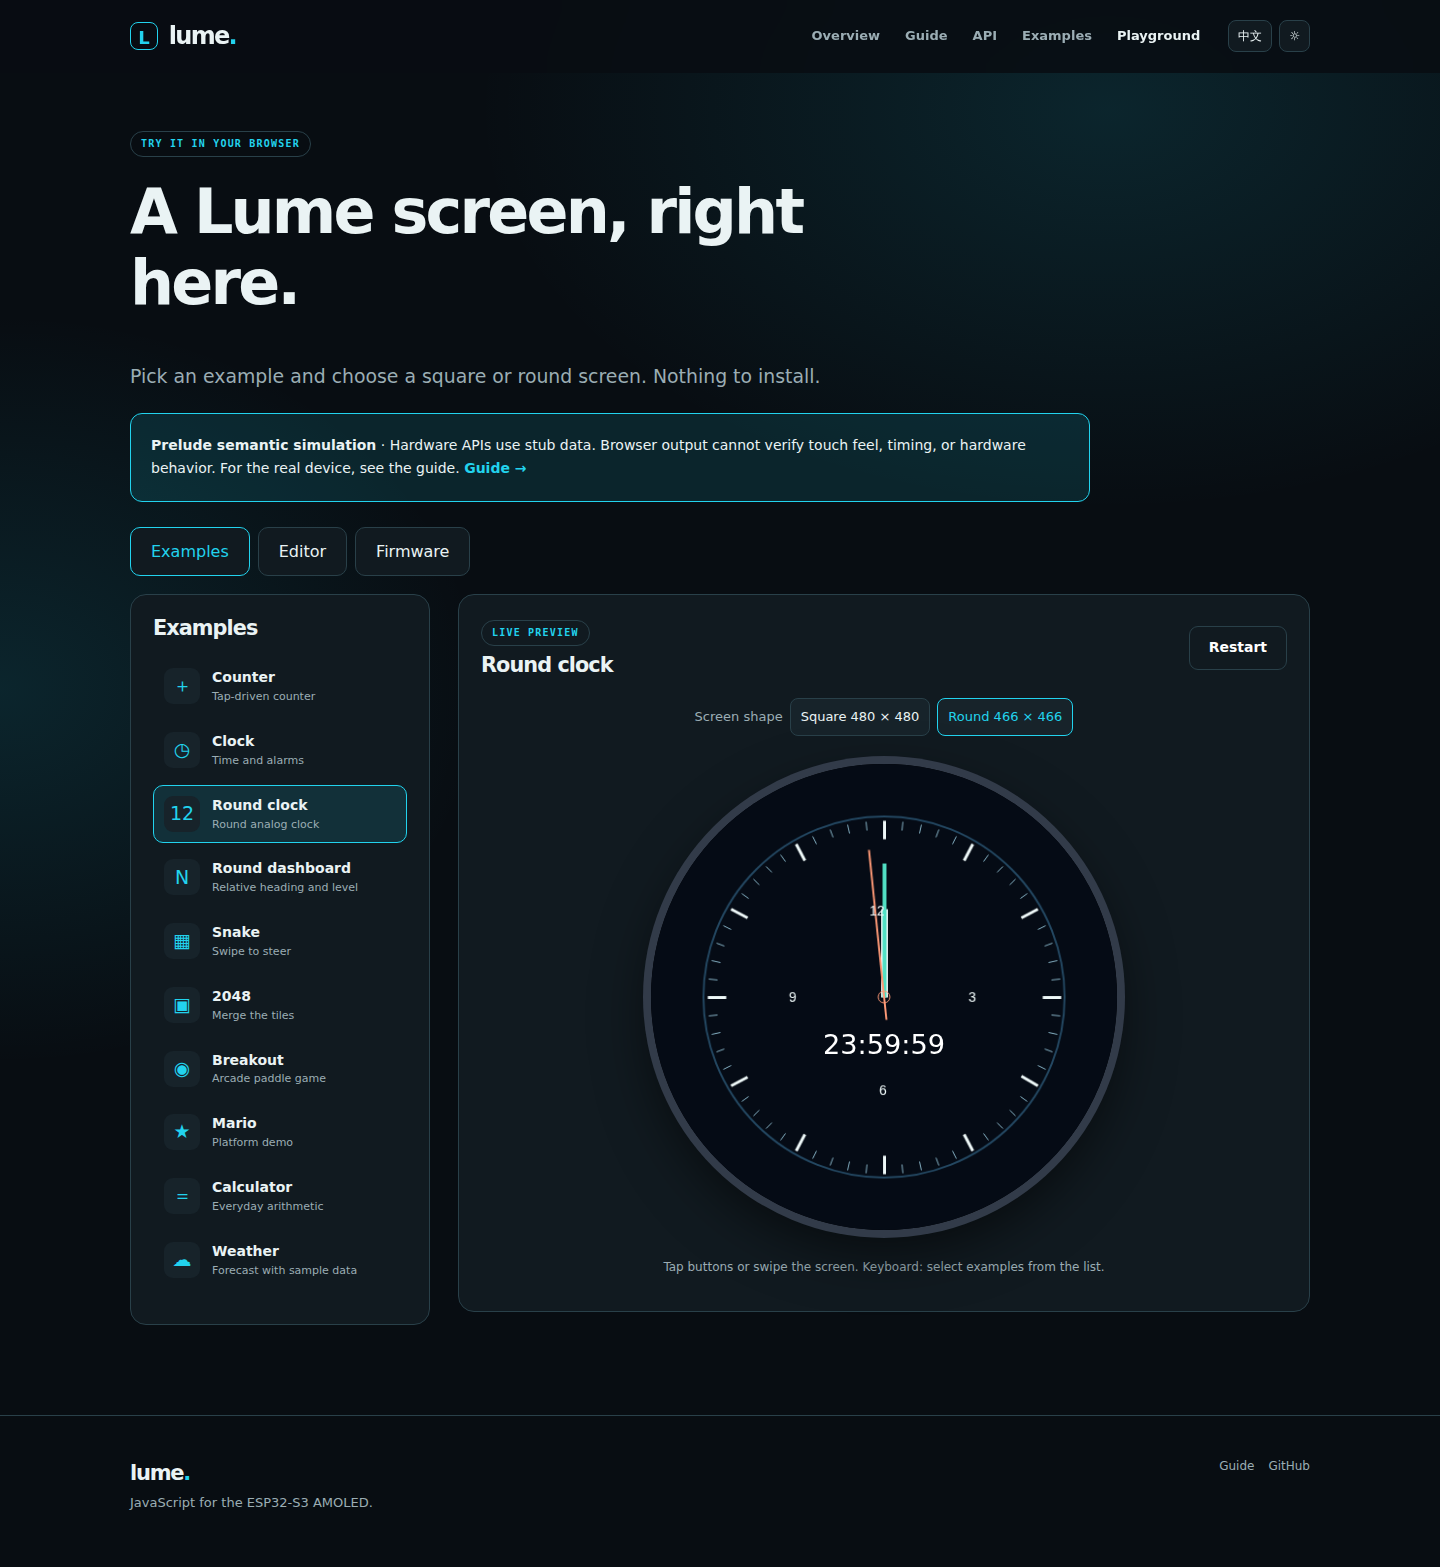 L lume.
Overview Guide API Examples Playground 中文
TRY IT IN YOUR BROWSER
A Lume screen, right
here.
Pick an example and choose a square or round screen. Nothing to install.
Prelude semantic simulation · Hardware APIs use stub data. Browser output cannot verify touch feel, timing, or hardware
behavior. For the real device, see the guide. Guide →
Examples Editor Firmware
Examples
+ Counter
Tap-driven counter
Clock
Time and alarms
12 Round clock
Round analog clock
N Round dashboard
Relative heading and level
Snake
Swipe to steer
2048
Merge the tiles
Breakout
Arcade paddle game
★ Mario
Platform demo
= Calculator
Everyday arithmetic
Weather
Forecast with sample data
LIVE PREVIEW
Round clock
Restart
Screen shape Square 480 × 480 Round 466 × 466
12
9 3
23:59:59
6
Tap buttons or swipe the screen. Keyboard: select examples from the list.
lume.
JavaScript for the ESP32-S3 AMOLED.
Guide GitHub